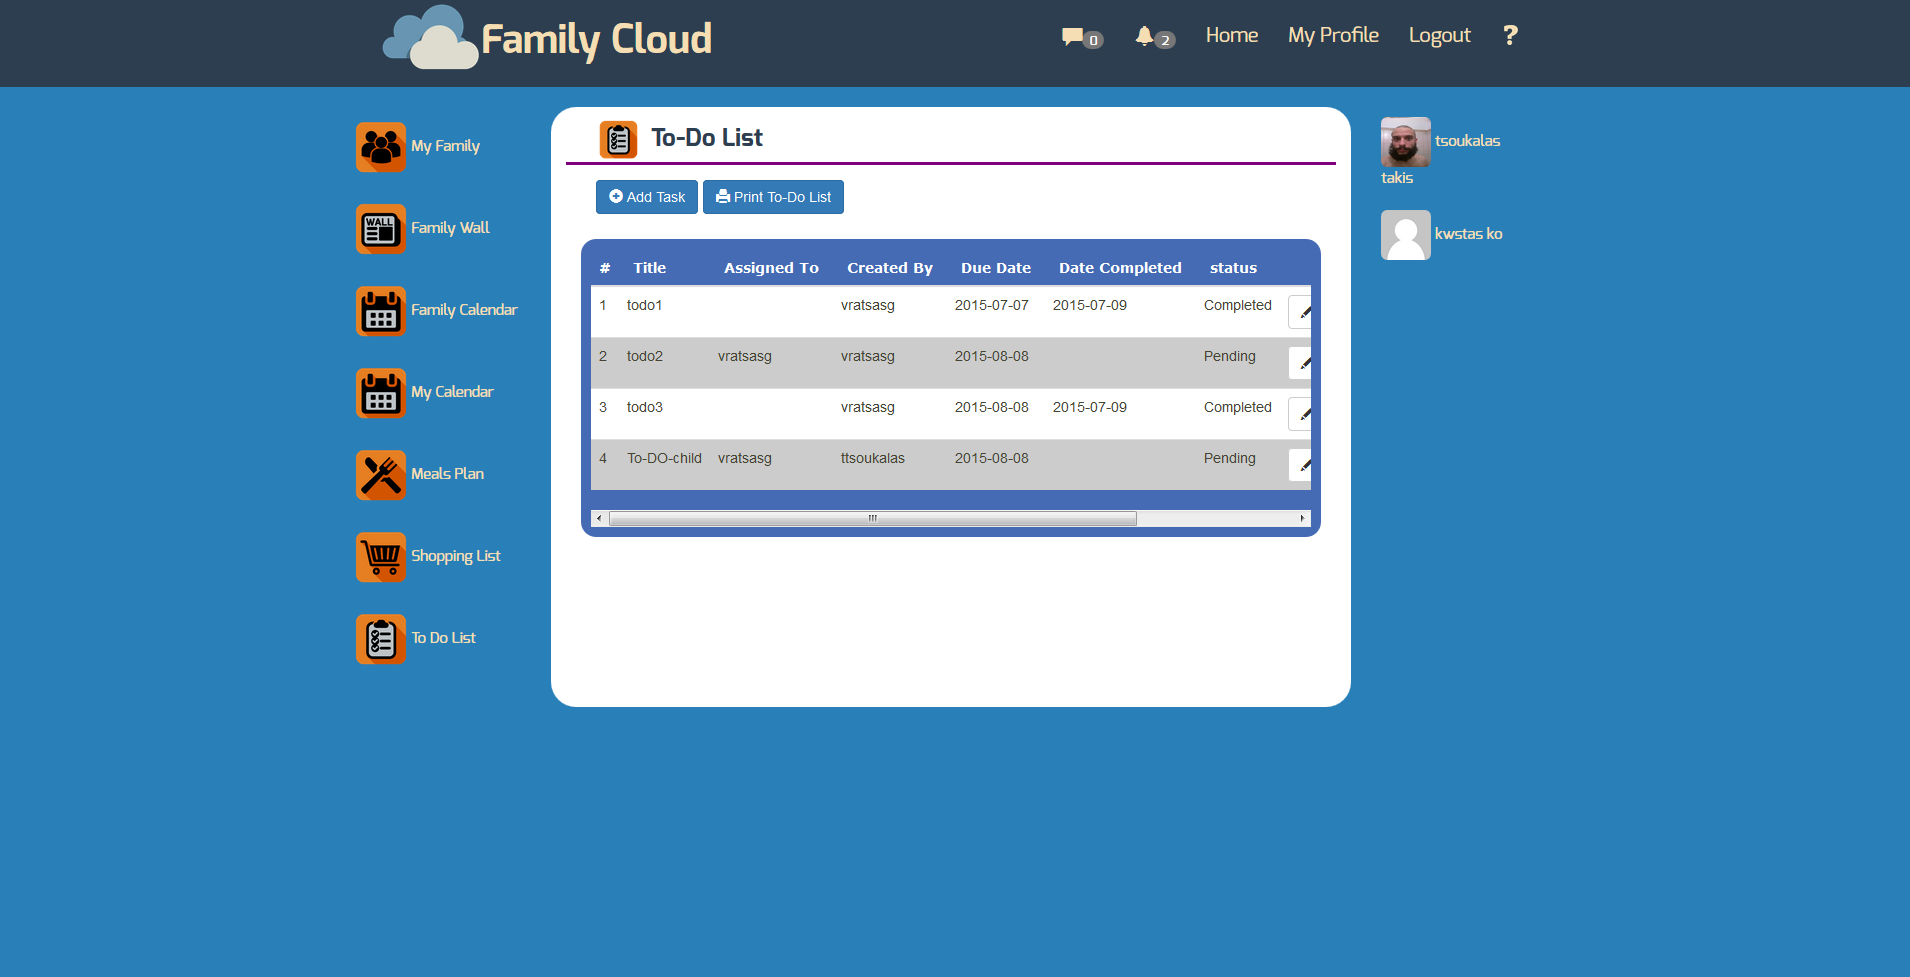 Family Cloud
0
2
Home
My Profile
Logout
?
My Family
WALL
Family Wall
Family Calendar
My Calendar
Meals Plan
Shopping List
To Do List
To-Do List
Add Task
Print To-Do List
# Title Assigned To Created By Due Date Date Completed status
1 todo1 vratsasg 2015-07-07 2015-07-09 Completed
2 todo2 vratsasg vratsasg 2015-08-08 Pending
3 todo3 vratsasg 2015-08-08 2015-07-09 Completed
4 To-DO-child vratsasg ttsoukalas 2015-08-08 Pending
tsoukalas
takis
kwstas ko